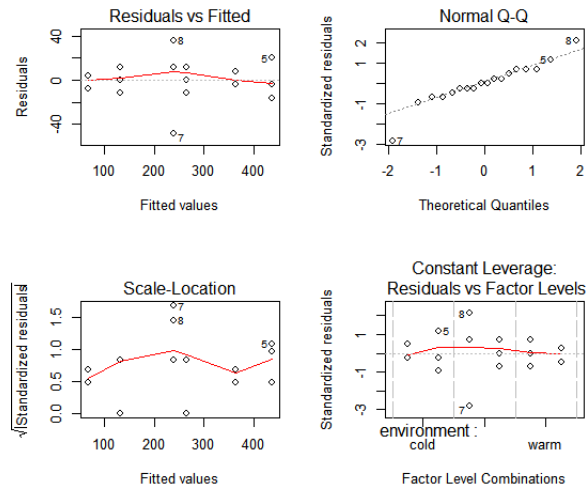 Residuals vs Fitted
Residuals
40
0
-40
8
5
7
100
200
300
400
Fitted values
Normal Q-Q
Standardized residuals
2
1
-1
-3
8
5
7
-2
-1
0
1
2
Theoretical Quantiles
Scale-Location
√|Standardized residuals
1.5
1.0
0.5
0.0
7
8
5
100
200
300
400
Fitted values
Constant Leverage:
Residuals vs Factor Levels
Standardized residuals
1
-1
-3
8
5
7
environment :
cold
warm
Factor Level Combinations